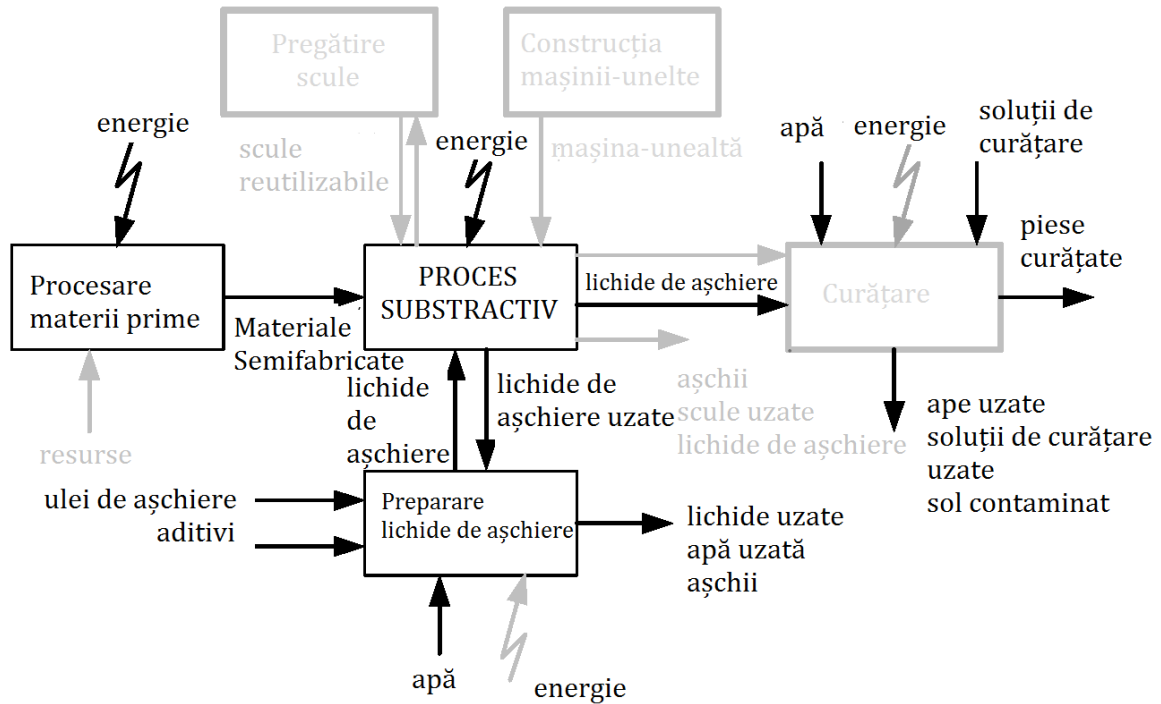 Pregătire
scule
Construcția
mașinii-unelte
energie
scule
reutilizabile
energie
mașina-unealtă
apă
energie
soluții de
curățare
Procesare
materii prime
Materiale
Semifabricate
PROCES
SUBSTRACTIV
lichide de așchiere
Curățare
piese
curățate
resurse
lichide
de
așchiere
lichide de
așchiere uzate
așchii
scule uzate
lichide de așchiere
ape uzate
soluții de curățare
uzate
sol contaminat
ulei de așchiere
aditivi
Preparare
lichide de așchiere
lichide uzate
apă uzată
așchii
apă
energie